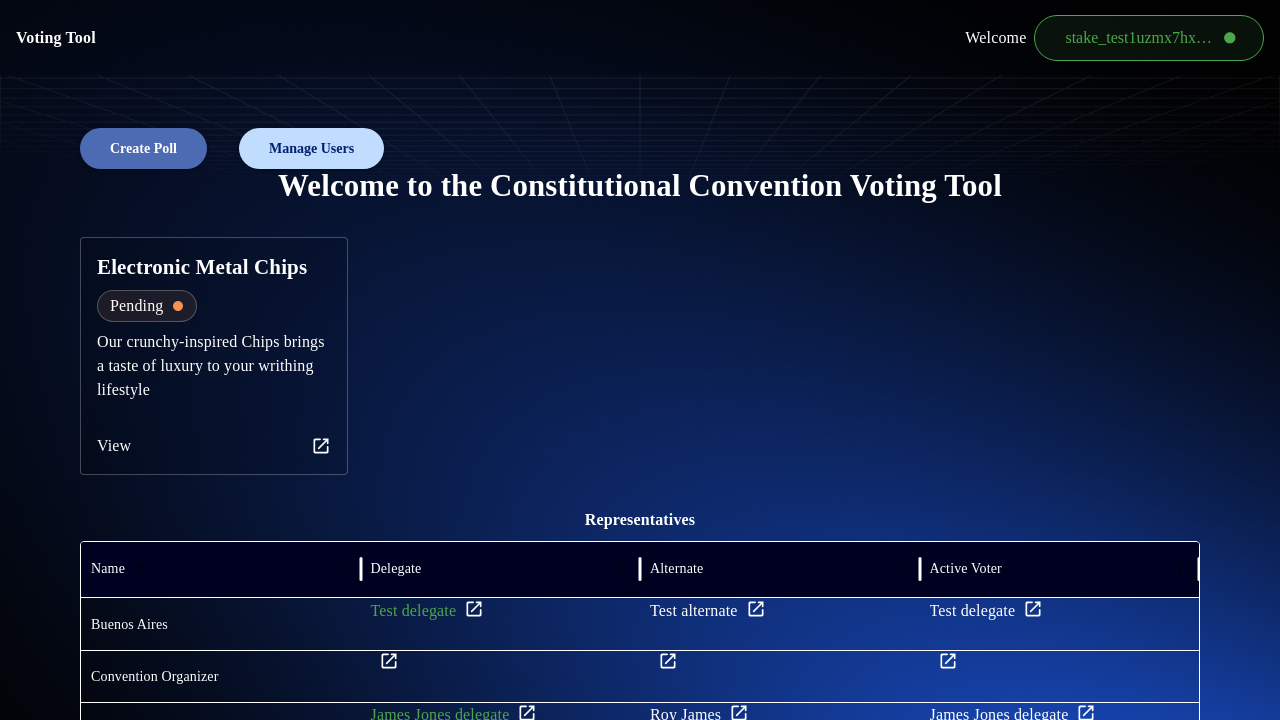 Voting Tool
Welcome stake_test1uzmx7hx…
Create Poll Manage Users
Welcome to the Constitutional Convention Voting Tool
Electronic Metal Chips
Pending
Our crunchy-inspired Chips brings
a taste of luxury to your writhing
lifestyle
View
Representatives
Name Delegate Alternate Active Voter
Buenos Aires Test delegate Test alternate Test delegate
Convention Organizer
James Jones delegate Roy James James Jones delegate